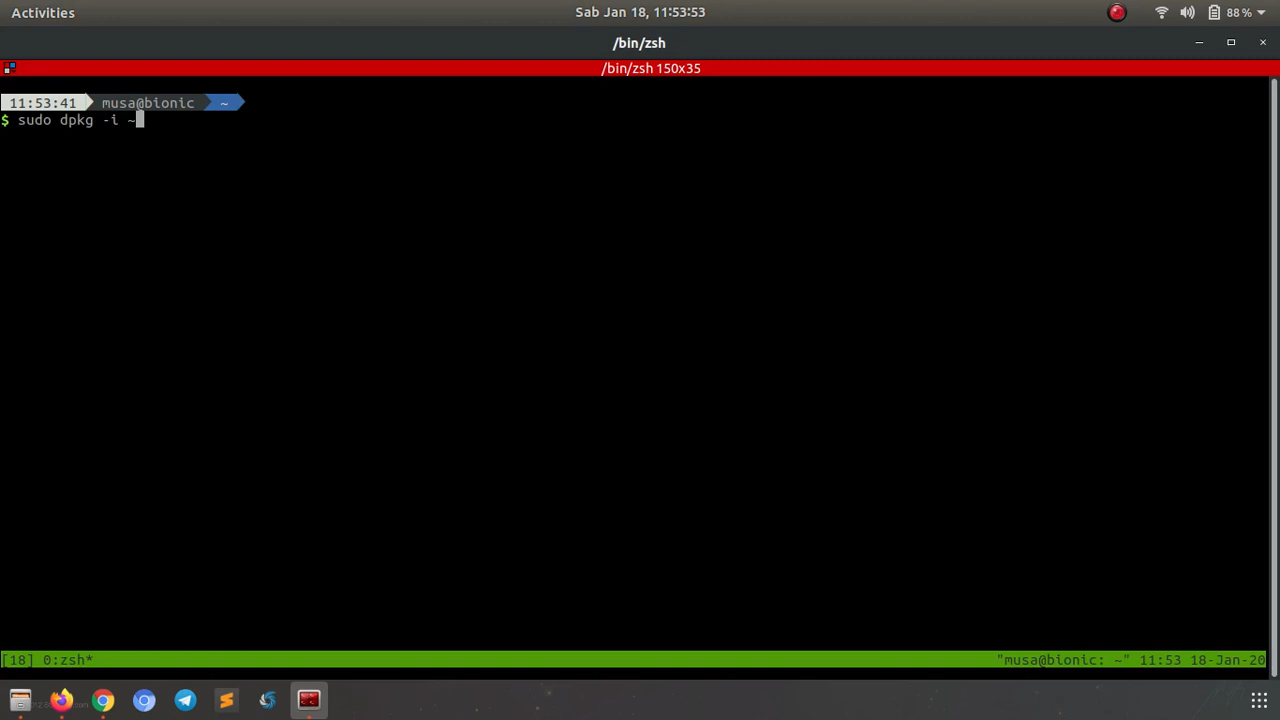 Activities
Sab Jan 18, 11:53:53
88 %
/bin/zsh
/bin/zsh 150x35
11:53:41 musa@bionic ~
$ sudo dpkg -i ~
[18] 0:zsh*
"musa@bionic: ~" 11:53 18-Jan-20